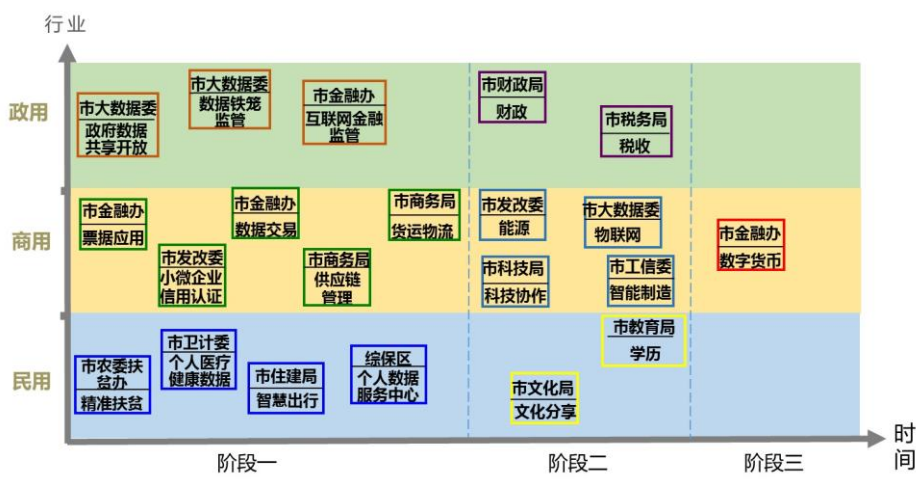 行业
政用
市大数据委
政府数据
共享开放
市大数据委
数据铁笼
监管
市金融办
互联网金融
监管
市财政局
财政
市税务局
税收
商用
市金融办
票据应用
市发改委
小微企业
信用认证
市金融办
数据交易
市商务局
供应链
管理
市商务局
货运物流
市发改委
能源
市科技局
科技协作
市大数据委
物联网
市工信委
智能制造
市金融办
数字货币
民用
市农委扶
贫办
精准扶贫
市卫计委
个人医疗
健康数据
市住建局
智慧出行
综保区
个人数据
服务中心
市文化局
文化分享
市教育局
学历
阶段一
阶段二
阶段三
时
间